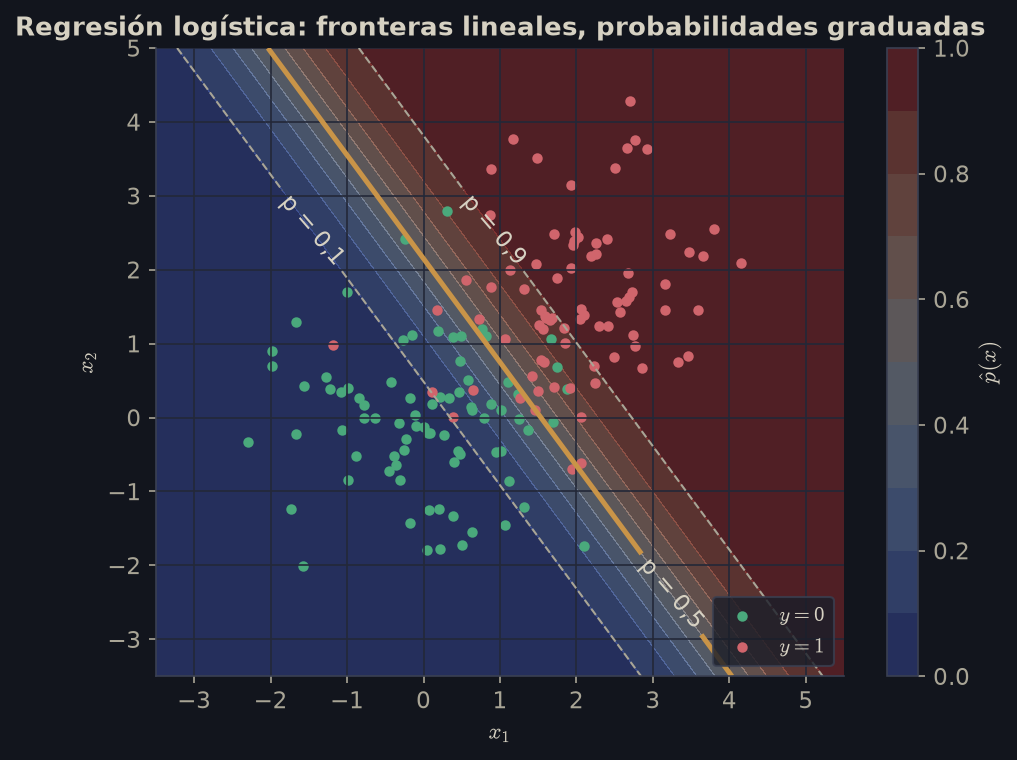 Regresión logística: fronteras lineales, probabilidades graduadas
5
4
3
2
1
0
−1
−2
−3
x₂
−3
−2
−1
0
1
2
3
4
5
x₁
p = 0,1
p = 0,9
p = 0,5
y = 0
y = 1
1.0
0.8
0.6
0.4
0.2
0.0
p̂(x)